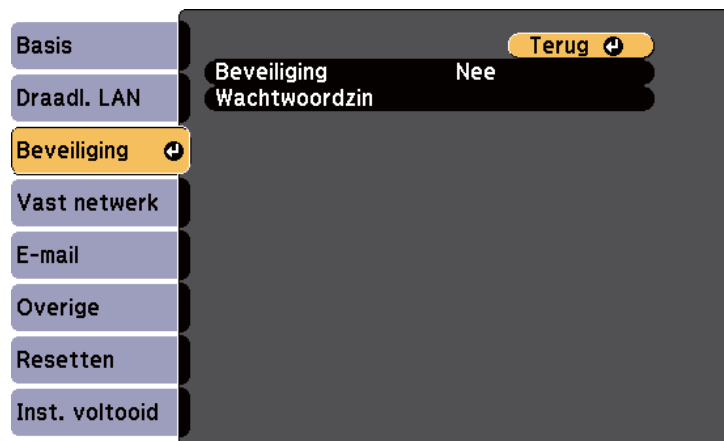 Basis
Draadl. LAN
Beveiliging
Vast netwerk
E-mail
Overige
Resetten
Inst. voltooid
Terug
Beveiliging Nee
Wachtwoordzin